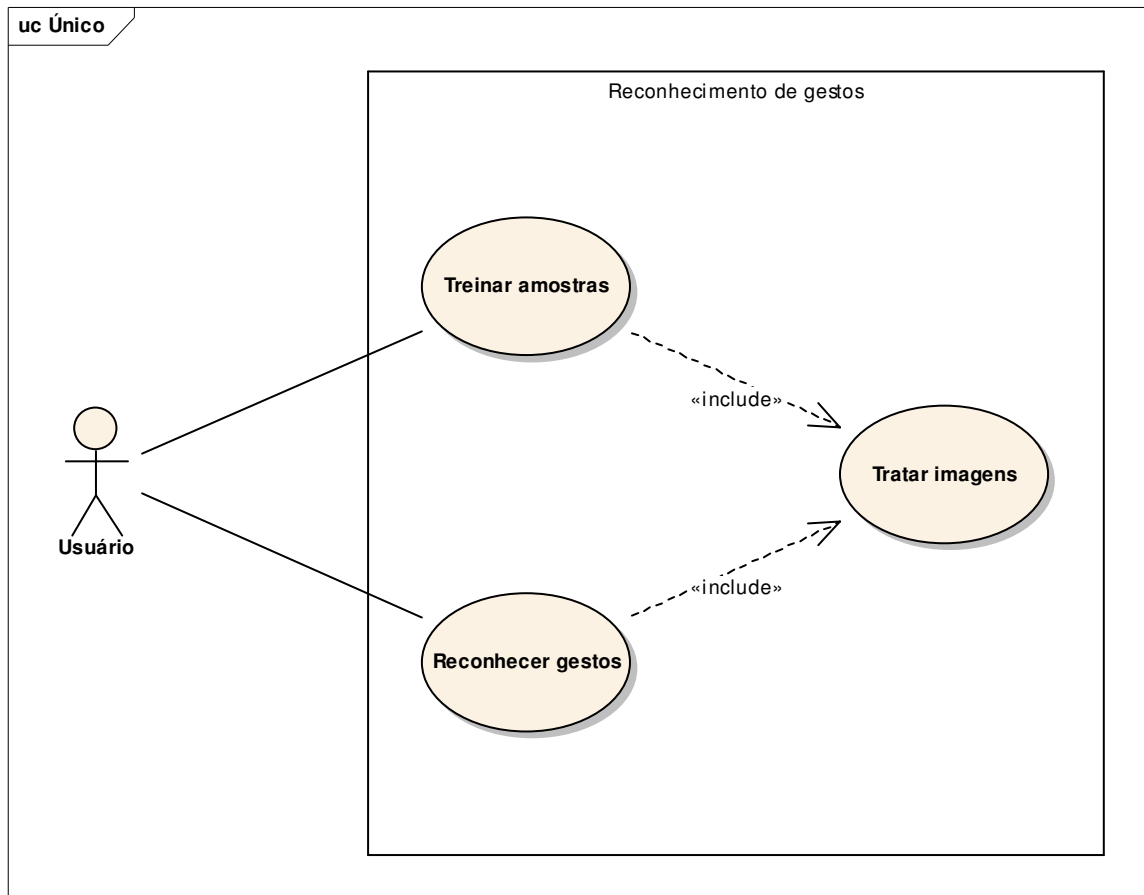 uc Único
Reconhecimento de gestos
Treinar amostras
«include»
Tratar imagens
Usuário
«include»
Reconhecer gestos